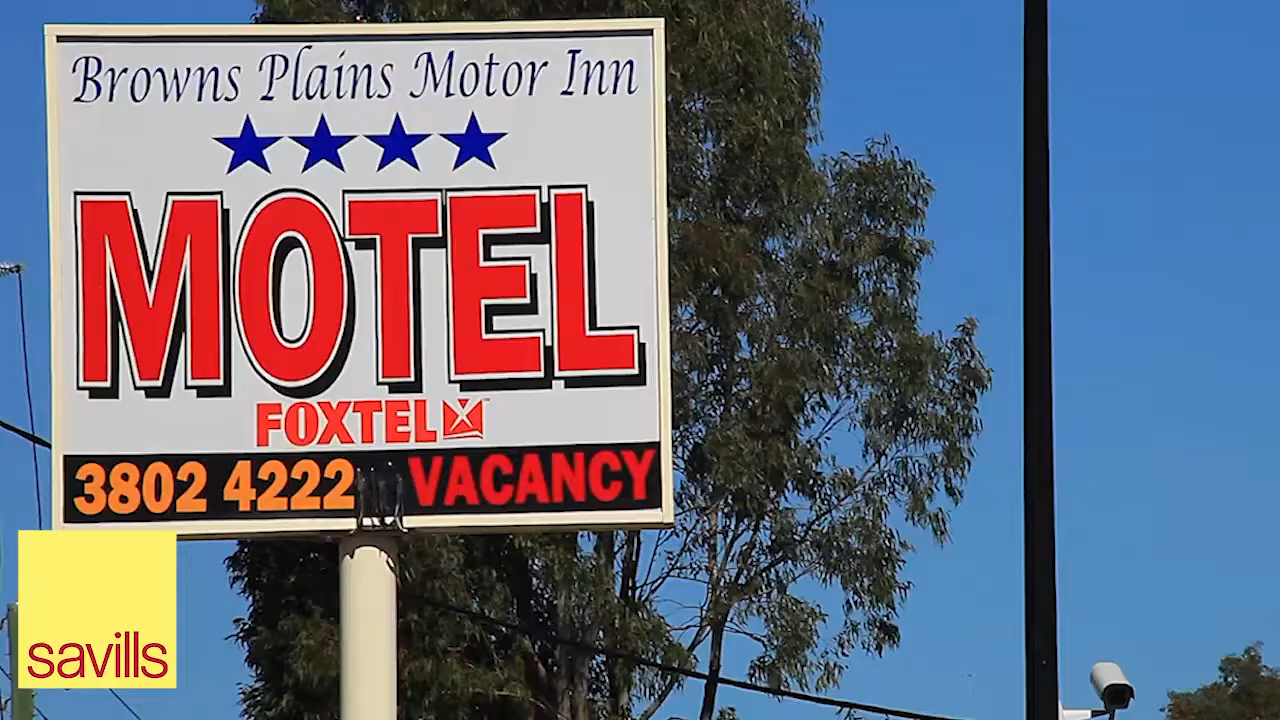 Browns Plains Motor Inn
MOTEL
FOXTEL
3802 4222 VACANCY
savills